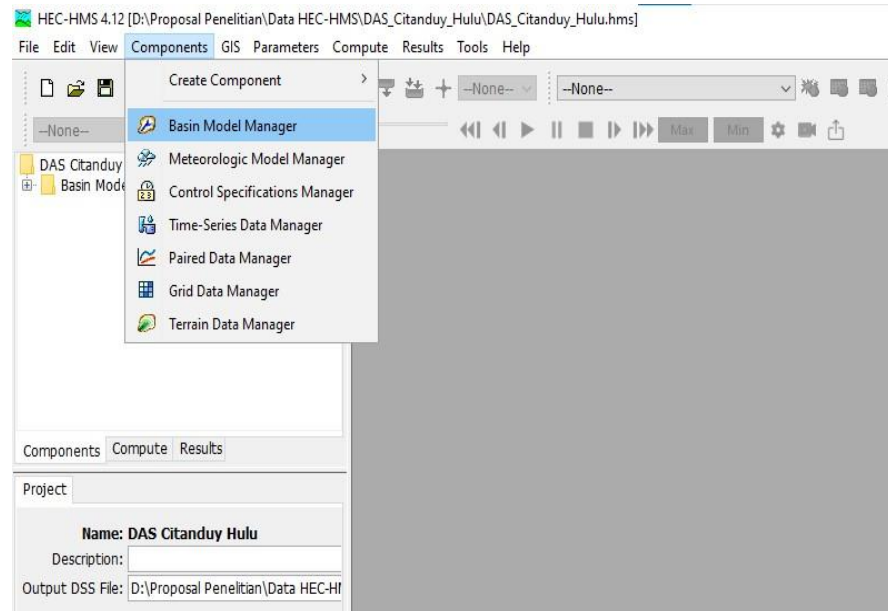 HEC-HMS 4.12 [D:\Proposal Penelitian\Data HEC-HMS\DAS_Citanduy_Hulu\DAS_Citanduy_Hulu.hms]
File Edit View Components GIS Parameters Compute Results Tools Help
Create Component
--None-- --None--
Basin Model Manager
--None-- Max Min
Meteorologic Model Manager
DAS Citanduy
Basin Mode
Control Specifications Manager
23
Time-Series Data Manager
Paired Data Manager
Grid Data Manager
Terrain Data Manager
Components Compute Results
Project
Name: DAS Citanduy Hulu
Description:
Output DSS File: D:\Proposal Penelitian\Data HEC-H